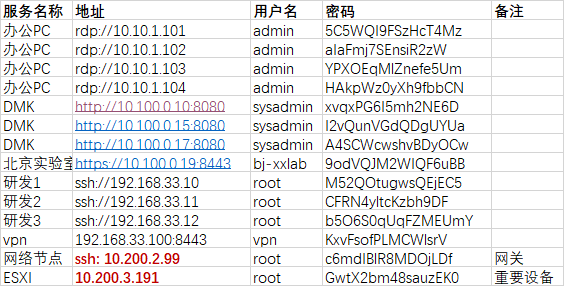 服务名称 地址 用户名 密码 备注
办公PC rdp://10.10.1.101 admin 5C5WQI9FSzHcT4Mz
办公PC rdp://10.10.1.102 admin aIaFmj7SEnsiR2zW
办公PC rdp://10.10.1.103 admin YPXOEqMIZnefe5Um
办公PC rdp://10.10.1.104 admin HAkpWz0yXh9fbbCN
DMK http://10.100.0.10:8080 sysadmin xvqxPG6I5mh2NE6D
DMK http://10.100.0.15:8080 sysadmin I2vQunVGdQDgUYUa
DMK http://10.100.0.17:8080 sysadmin A4SCWcwshvBDyOCw
北京实验室 https://10.100.0.19:8443 bj-xxlab 9odVQJM2WIQF6uBB
研发1 ssh://192.168.33.10 root M52QOtugwsQEjEC5
研发2 ssh://192.168.33.11 root CFRN4yItcKzbh9DF
研发3 ssh://192.168.33.12 root b5O6S0qUqFZMEUmY
vpn 192.168.33.100:8443 vpn KxvFsofPLMCWIsrV
网络节点 ssh: 10.200.2.99 root c6mdIBIR8MDOjLDf 网关
ESXI 10.200.3.191 root GwtX2bm48sauzEK0 重要设备